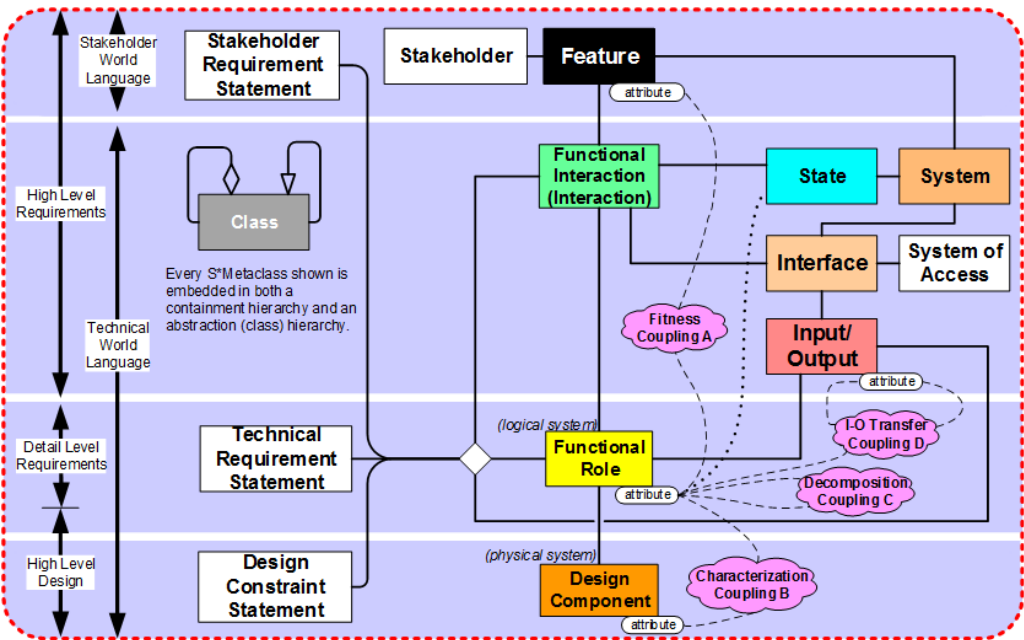 Stakeholder
World
Language
Stakeholder
Requirement
Statement
Stakeholder
Feature
attribute
High Level
Requirements
Technical
World
Language
Class
Every S*Metaclass shown is
embedded in both a
containment hierarchy and an
abstraction (class) hierarchy.
Functional
Interaction
(Interaction)
State
System
Interface
System of
Access
Fitness
Coupling A
Input/
Output
attribute
I-O Transfer
Coupling D
Detail Level
Requirements
Technical
Requirement
Statement
(logical system)
Functional
Role
attribute
Decomposition
Coupling C
High Level
Design
Design
Constraint
Statement
(physical system)
Design
Component
attribute
Characterization
Coupling B